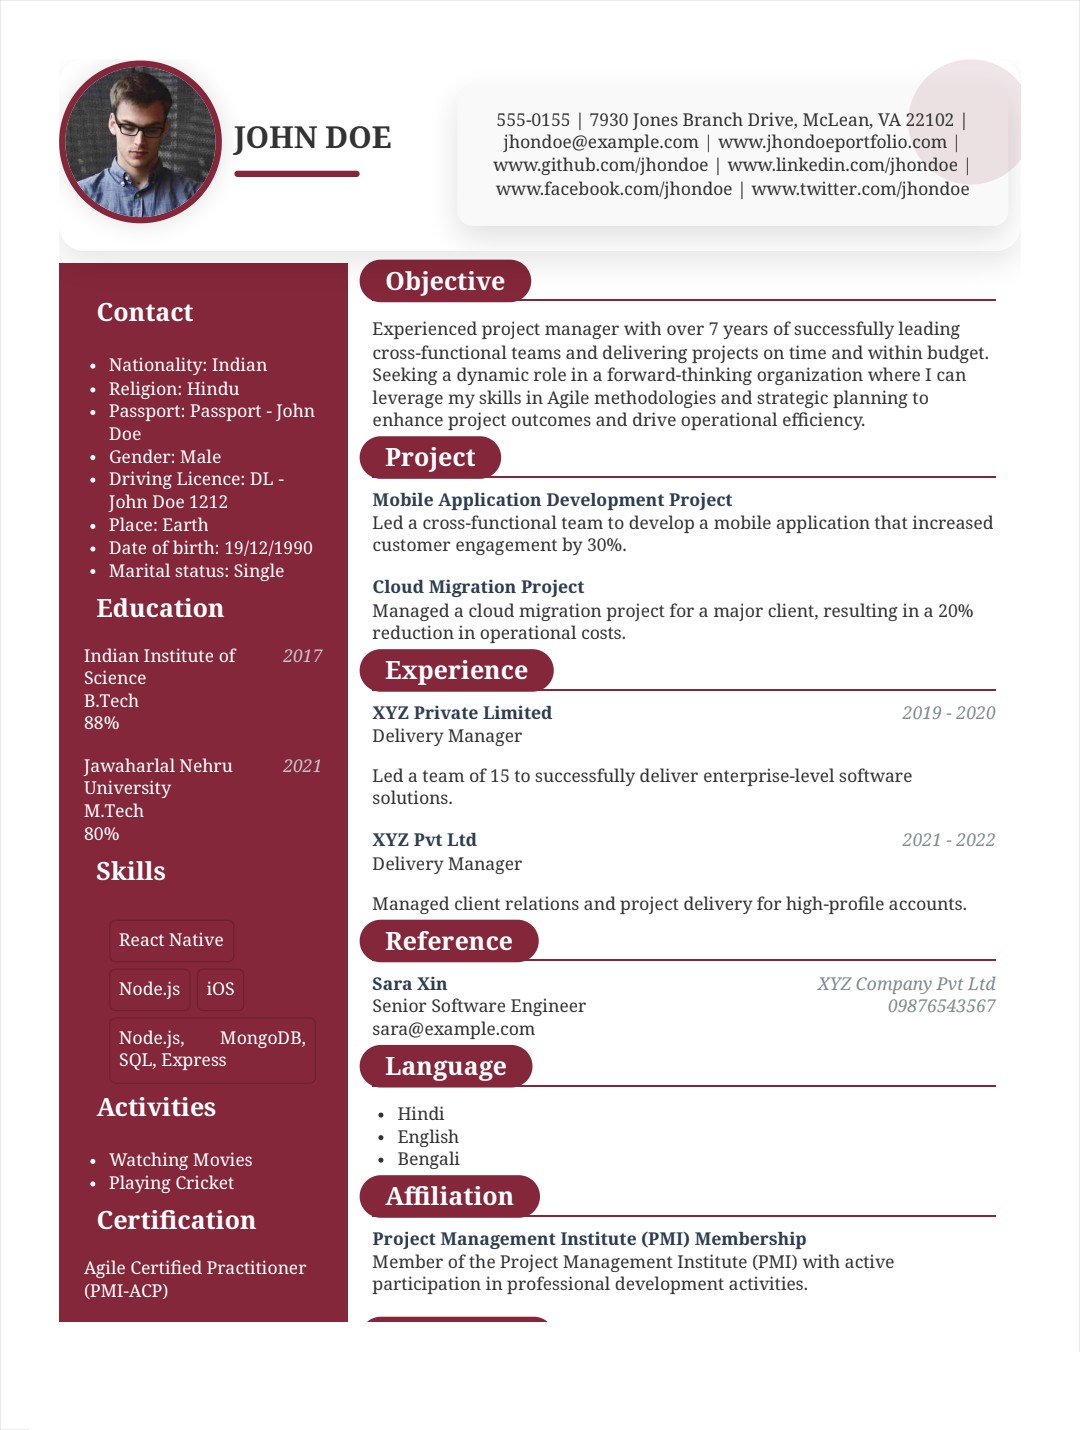 JOHN DOE
555-0155 | 7930 Jones Branch Drive, McLean, VA 22102 |
jhondoe@example.com | www.jhondoeportfolio.com |
www.github.com/jhondoe | www.linkedin.com/jhondoe |
www.facebook.com/jhondoe | www.twitter.com/jhondoe
Contact
• Nationality: Indian
• Religion: Hindu
• Passport: Passport - John
Doe
• Gender: Male
• Driving Licence: DL -
John Doe 1212
• Place: Earth
• Date of birth: 19/12/1990
• Marital status: Single
Education
Indian Institute of 2017
Science
B.Tech
88%
Jawaharlal Nehru 2021
University
M.Tech
80%
Skills
React Native
Node.js iOS
Node.js, MongoDB,
SQL, Express
Activities
• Watching Movies
• Playing Cricket
Certification
Agile Certified Practitioner
(PMI-ACP)
Objective
Experienced project manager with over 7 years of successfully leading
cross-functional teams and delivering projects on time and within budget.
Seeking a dynamic role in a forward-thinking organization where I can
leverage my skills in Agile methodologies and strategic planning to
enhance project outcomes and drive operational efficiency.
Project
Mobile Application Development Project
Led a cross-functional team to develop a mobile application that increased
customer engagement by 30%.
Cloud Migration Project
Managed a cloud migration project for a major client, resulting in a 20%
reduction in operational costs.
Experience
XYZ Private Limited 2019 - 2020
Delivery Manager
Led a team of 15 to successfully deliver enterprise-level software
solutions.
XYZ Pvt Ltd 2021 - 2022
Delivery Manager
Managed client relations and project delivery for high-profile accounts.
Reference
Sara Xin XYZ Company Pvt Ltd
Senior Software Engineer 09876543567
sara@example.com
Language
• Hindi
• English
• Bengali
Affiliation
Project Management Institute (PMI) Membership
Member of the Project Management Institute (PMI) with active
participation in professional development activities.